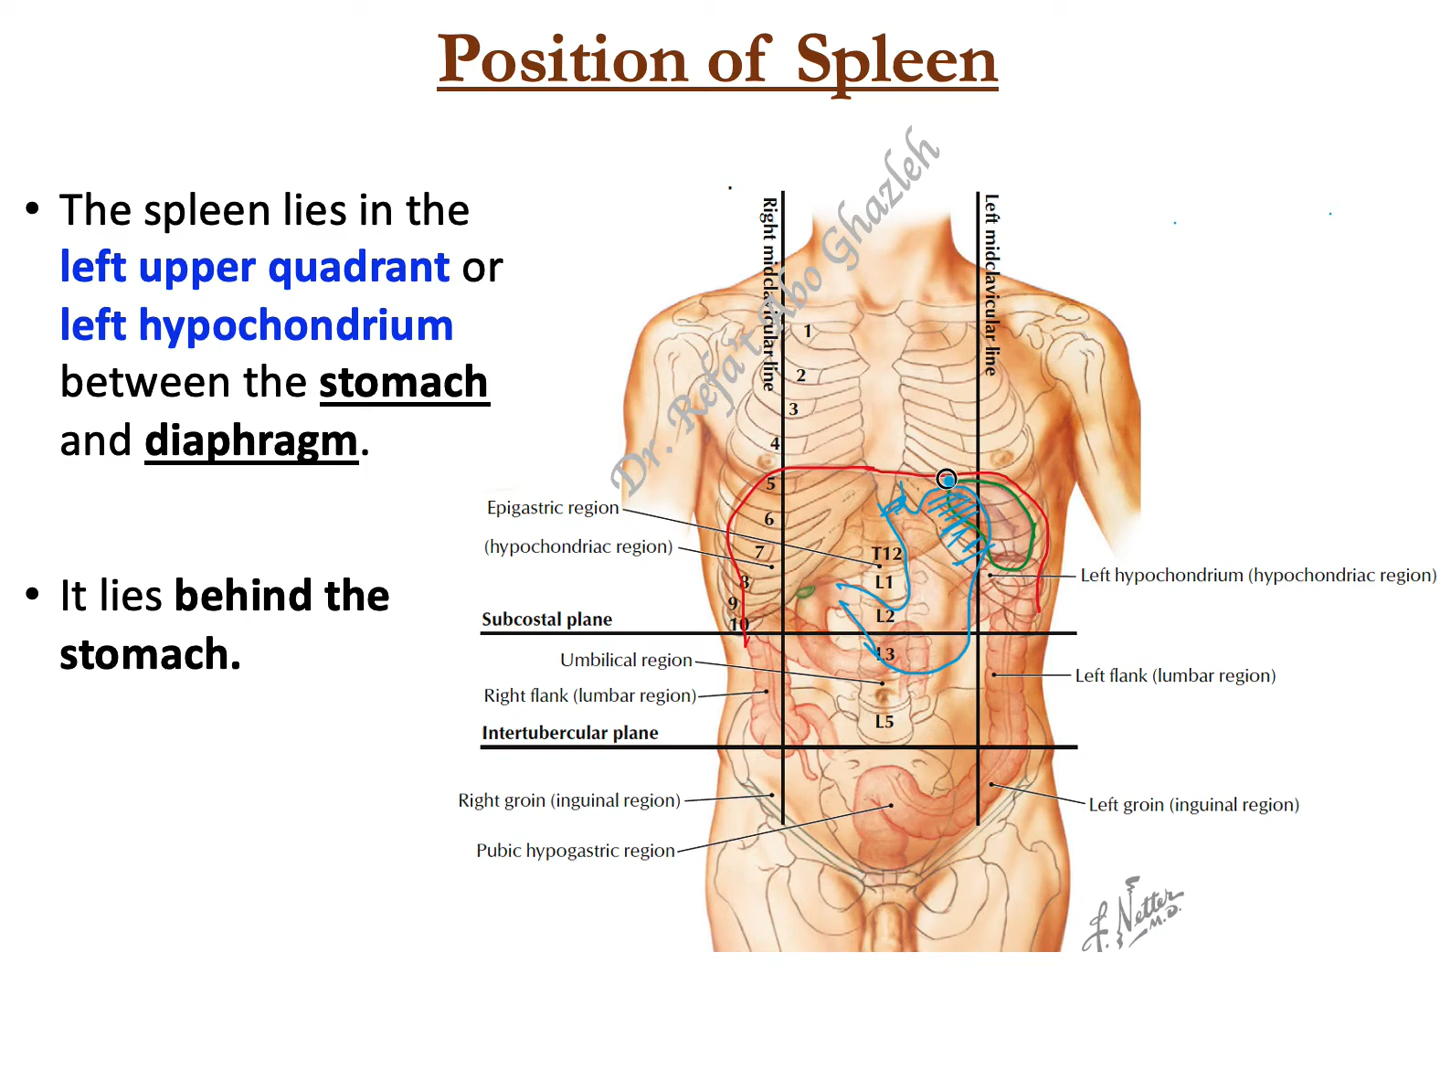 Position of Spleen
• The spleen lies in the
left upper quadrant or
left hypochondrium
between the stomach
and diaphragm.
• It lies behind the
stomach.
Dr. Refa't Abo Ghazleh
Right midclavicular line
Left midclavicular line
1
2
3
4
5
6
7
8
9
10
Epigastric region
(hypochondriac region)
T12
L1
L2
Left hypochondrium (hypochondriac region)
Subcostal plane
L3
Umbilical region
Right flank (lumbar region)
Left flank (lumbar region)
L5
Intertubercular plane
Right groin (inguinal region)
Left groin (inguinal region)
Pubic hypogastric region
F. Netter
M.D.